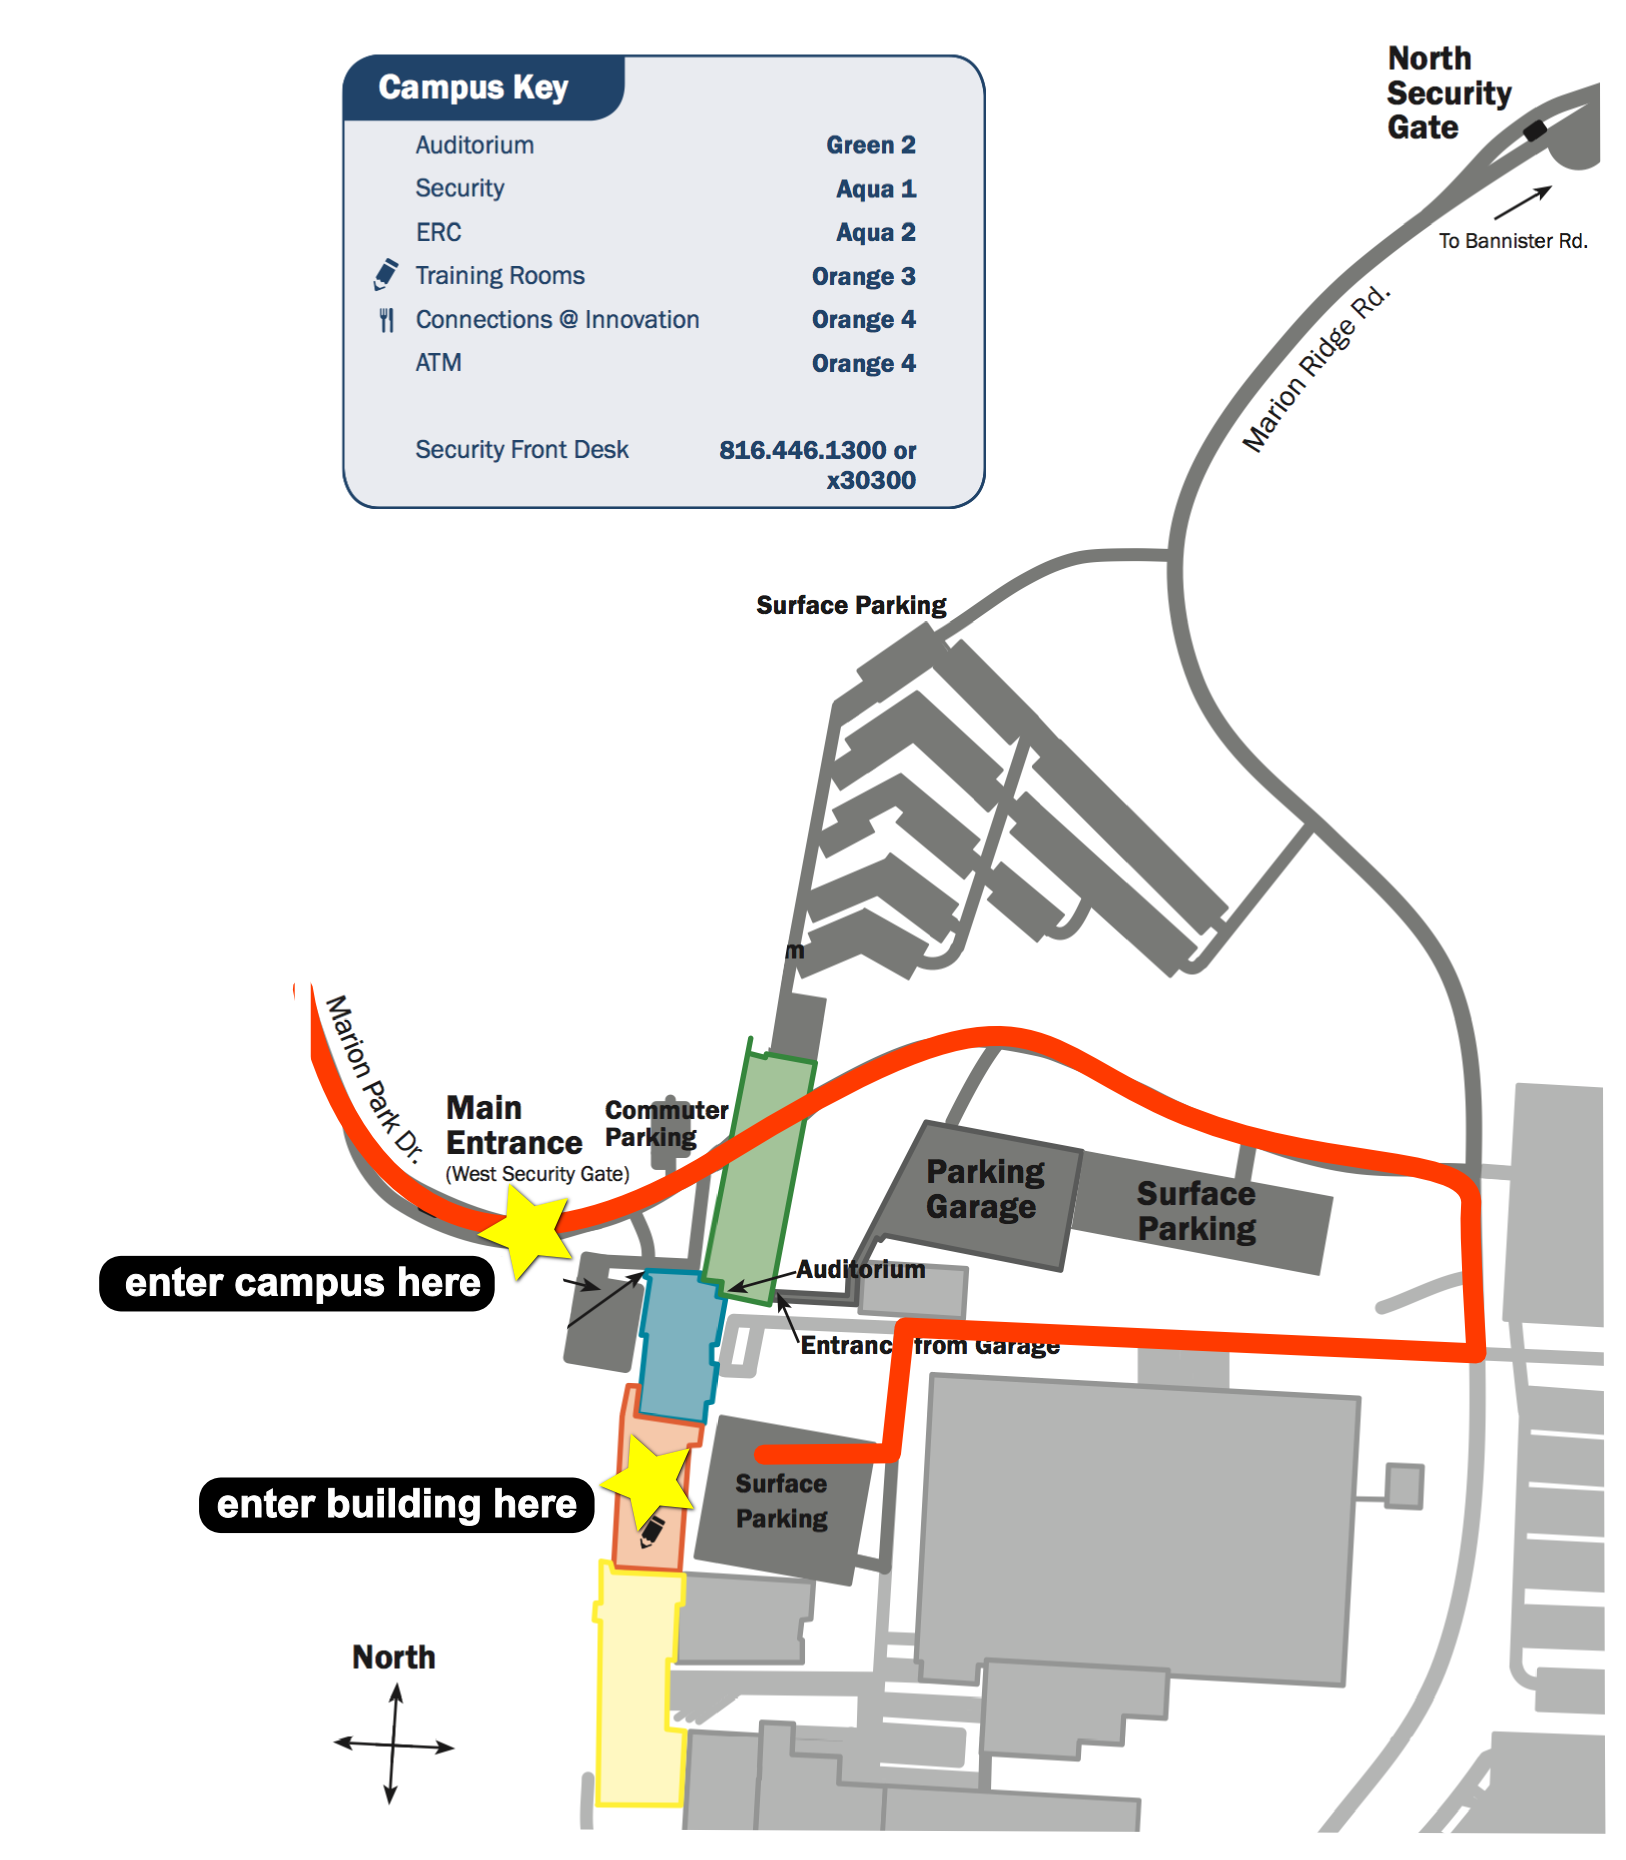 Campus Key
Auditorium Green 2
Security Aqua 1
ERC Aqua 2
Training Rooms Orange 3
Connections @ Innovation Orange 4
ATM Orange 4
Security Front Desk 816.446.1300 or
x30300
North
Security
Gate
To Bannister Rd.
Marion Ridge Rd.
Surface Parking
m
Marion Park Dr.
Main
Entrance
(West Security Gate)
Commuter
Parking
Parking
Garage
Surface
Parking
enter campus here
Auditorium
Entrance from Garage
Surface
Parking
enter building here
North